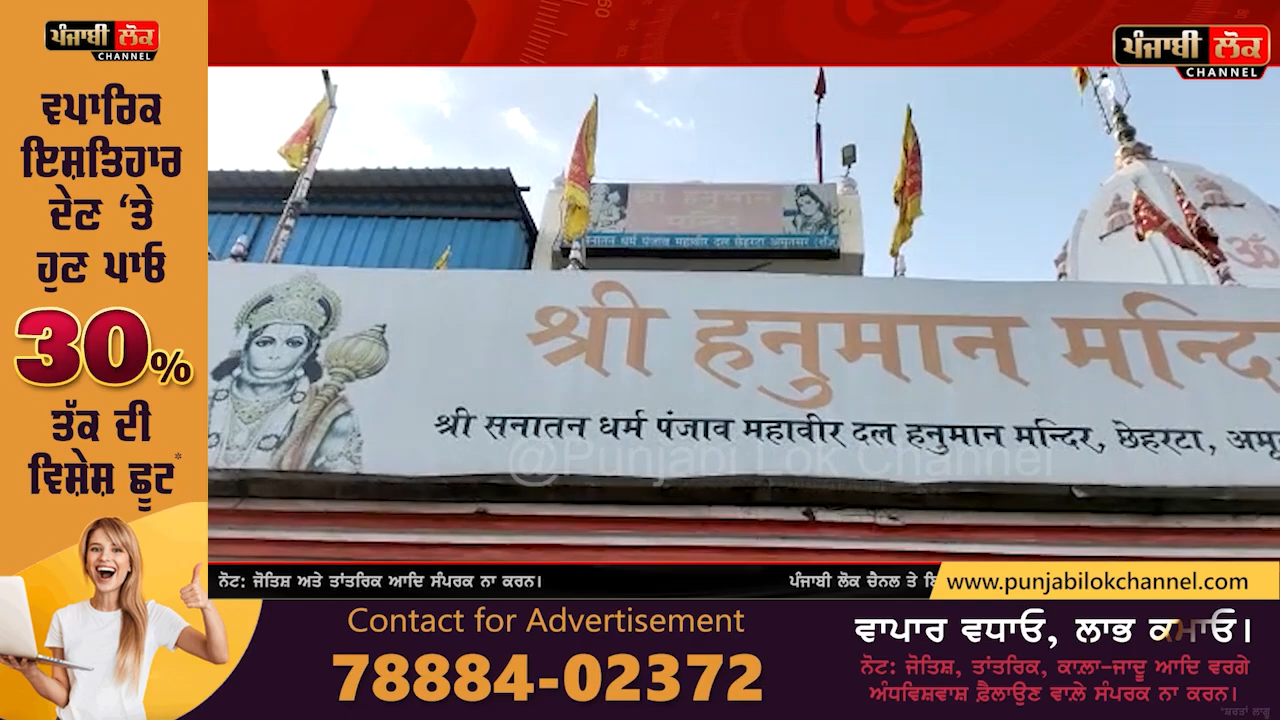 ਪੰਜਾਬੀ ਲੋਕ
CHANNEL
ਵਪਾਰਿਕ
ਇਸ਼ਤਿਹਾਰ
ਦੇਣ ‘ਤੇ
ਹੁਣ ਪਾਓ
30%
ਤੱਕ ਦੀ
ਵਿਸ਼ੇਸ਼ ਛੂਟ*
ਪੰਜਾਬੀ ਲੋਕ
CHANNEL
श्री हनुमान
मन्दिर
सनातन धर्म पंजाब महावीर दल छेहरटा अमृतसर
ॐ
श्री हनुमान मन्दि
श्री सनातन धर्म पंजाब महावीर दल हनुमान मन्दिर, छेहरटा, अमृ
@Punjabi Lok Channel
ਨੋਟ: ਜੋਤਿਸ਼ ਅਤੇ ਤਾਂਤਰਿਕ ਆਦਿ ਸੰਪਰਕ ਨਾ ਕਰਨ।
ਪੰਜਾਬੀ ਲੋਕ ਚੈਨਲ ਤੇ
www.punjabilokchannel.com
Contact for Advertisement
78884-02372
ਵਾਪਾਰ ਵਧਾਓ, ਲਾਭ ਕਮਾਓ।
ਨੋਟ: ਜੋਤਿਸ਼, ਤਾਂਤਰਿਕ, ਕਾਲਾ-ਜਾਦੂ ਆਦਿ ਵਰਗੇ
ਅੰਧਵਿਸ਼ਵਾਸ਼ ਫ਼ੈਲਾਉਣ ਵਾਲੇ ਸੰਪਰਕ ਨਾ ਕਰਨ।
*ਸ਼ਰਤਾਂ ਲਾਗੂ